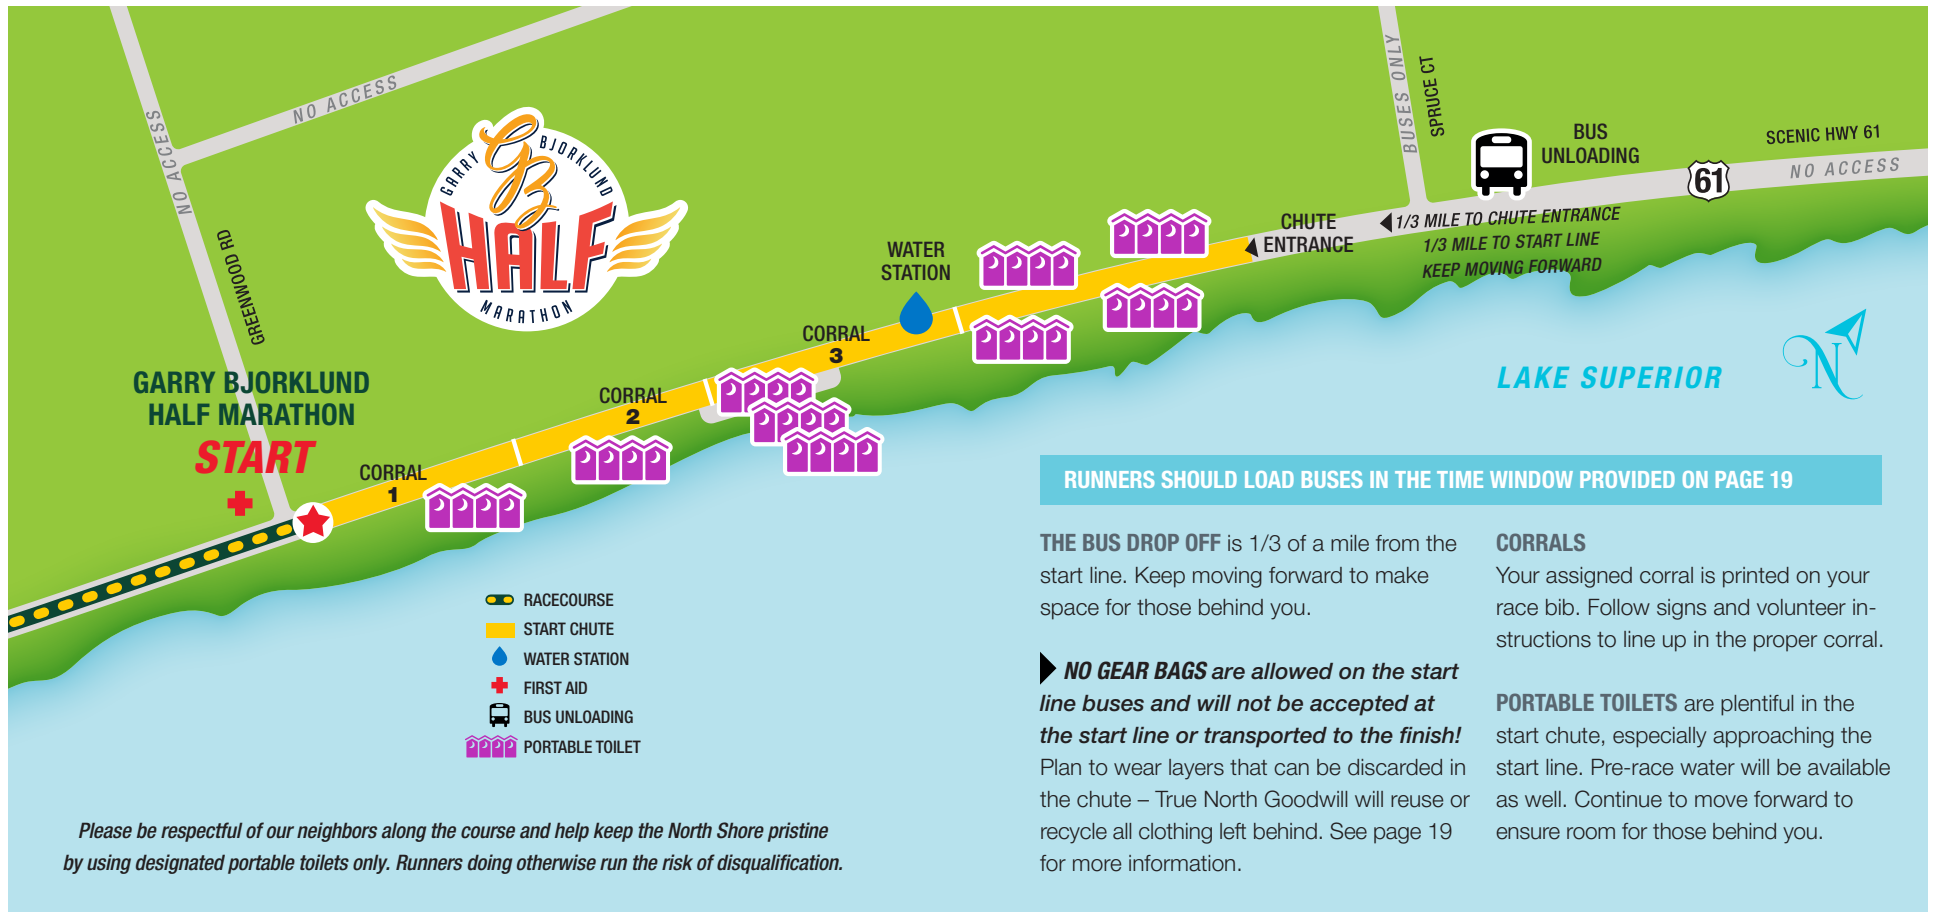 NO ACCESS
NO ACCESS
GREENWOOD RD
GARRY
BJORKLUND
GB
HALF
MARATHON
BUSES ONLY
SPRUCE CT
BUS
UNLOADING
SCENIC HWY 61
61
NO ACCESS
1/3 MILE TO CHUTE ENTRANCE
1/3 MILE TO START LINE
KEEP MOVING FORWARD
CHUTE
ENTRANCE
WATER
STATION
CORRAL
3
CORRAL
2
CORRAL
1
GARRY BJORKLUND
HALF MARATHON
START
LAKE SUPERIOR
N
RACECOURSE
START CHUTE
WATER STATION
FIRST AID
BUS UNLOADING
PORTABLE TOILET
Please be respectful of our neighbors along the course and help keep the North Shore pristine
by using designated portable toilets only. Runners doing otherwise run the risk of disqualification.
RUNNERS SHOULD LOAD BUSES IN THE TIME WINDOW PROVIDED ON PAGE 19
THE BUS DROP OFF is 1/3 of a mile from the
start line. Keep moving forward to make
space for those behind you.
NO GEAR BAGS are allowed on the start
line buses and will not be accepted at
the start line or transported to the finish!
Plan to wear layers that can be discarded in
the chute – True North Goodwill will reuse or
recycle all clothing left behind. See page 19
for more information.
CORRALS
Your assigned corral is printed on your
race bib. Follow signs and volunteer in-
structions to line up in the proper corral.
PORTABLE TOILETS are plentiful in the
start chute, especially approaching the
start line. Pre-race water will be available
as well. Continue to move forward to
ensure room for those behind you.